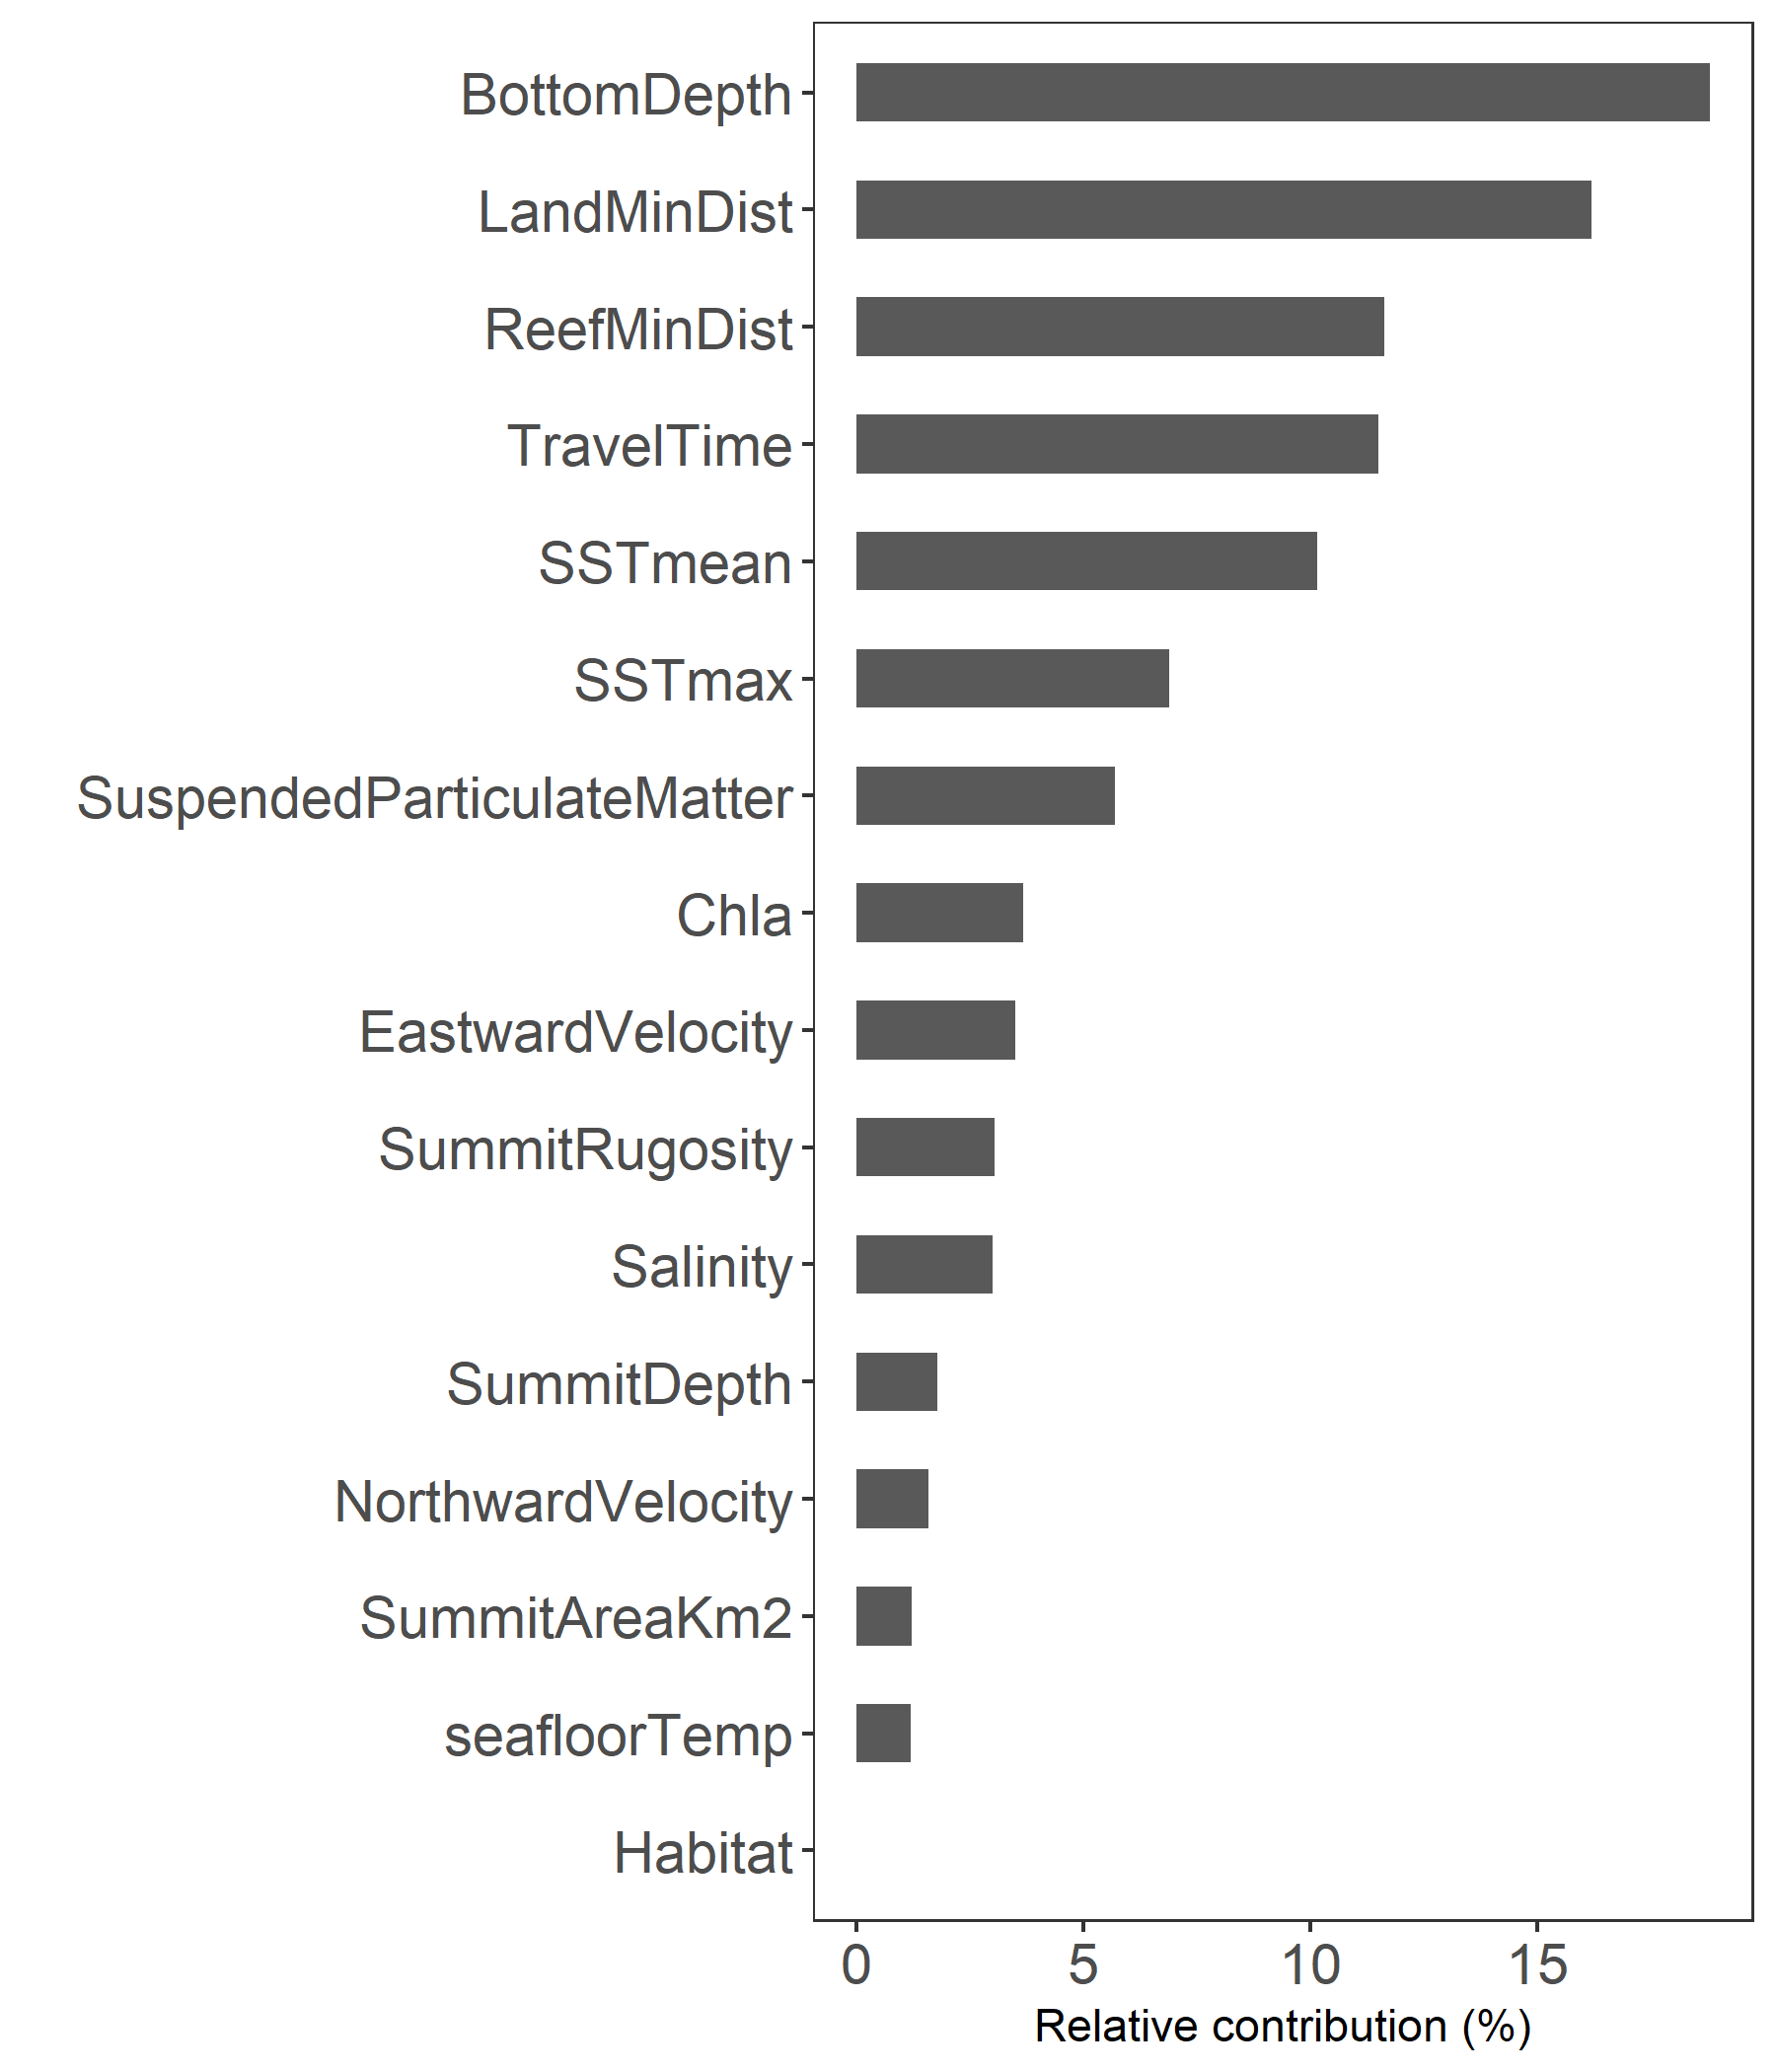 BottomDepth
LandMinDist
ReefMinDist
TravelTime
SSTmean
SSTmax
SuspendedParticulateMatter
Chla
EastwardVelocity
SummitRugosity
Salinity
SummitDepth
NorthwardVelocity
SummitAreaKm2
seafloorTemp
Habitat
0 5 10 15
Relative contribution (%)